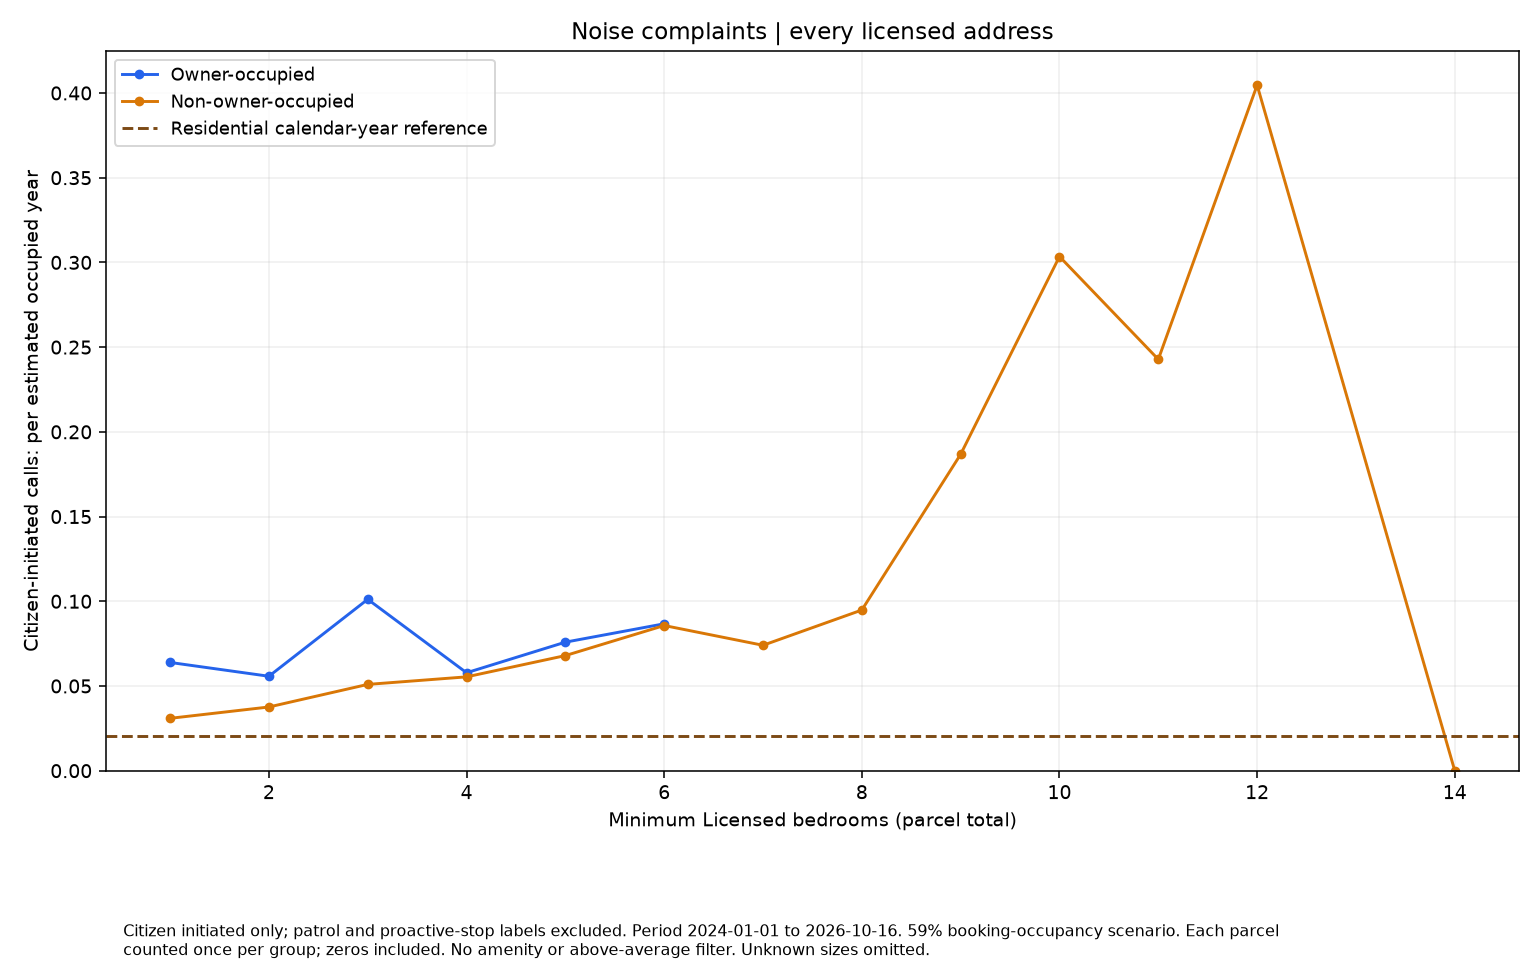 Noise complaints | every licensed address
Owner-occupied
Non-owner-occupied
Residential calendar-year reference
Citizen-initiated calls: per estimated occupied year
0.40
0.35
0.30
0.25
0.20
0.15
0.10
0.05
0.00
2 4 6 8 10 12 14
Minimum Licensed bedrooms (parcel total)
Citizen initiated only; patrol and proactive-stop labels excluded. Period 2024-01-01 to 2026-10-16. 59% booking-occupancy scenario. Each parcel
counted once per group; zeros included. No amenity or above-average filter. Unknown sizes omitted.